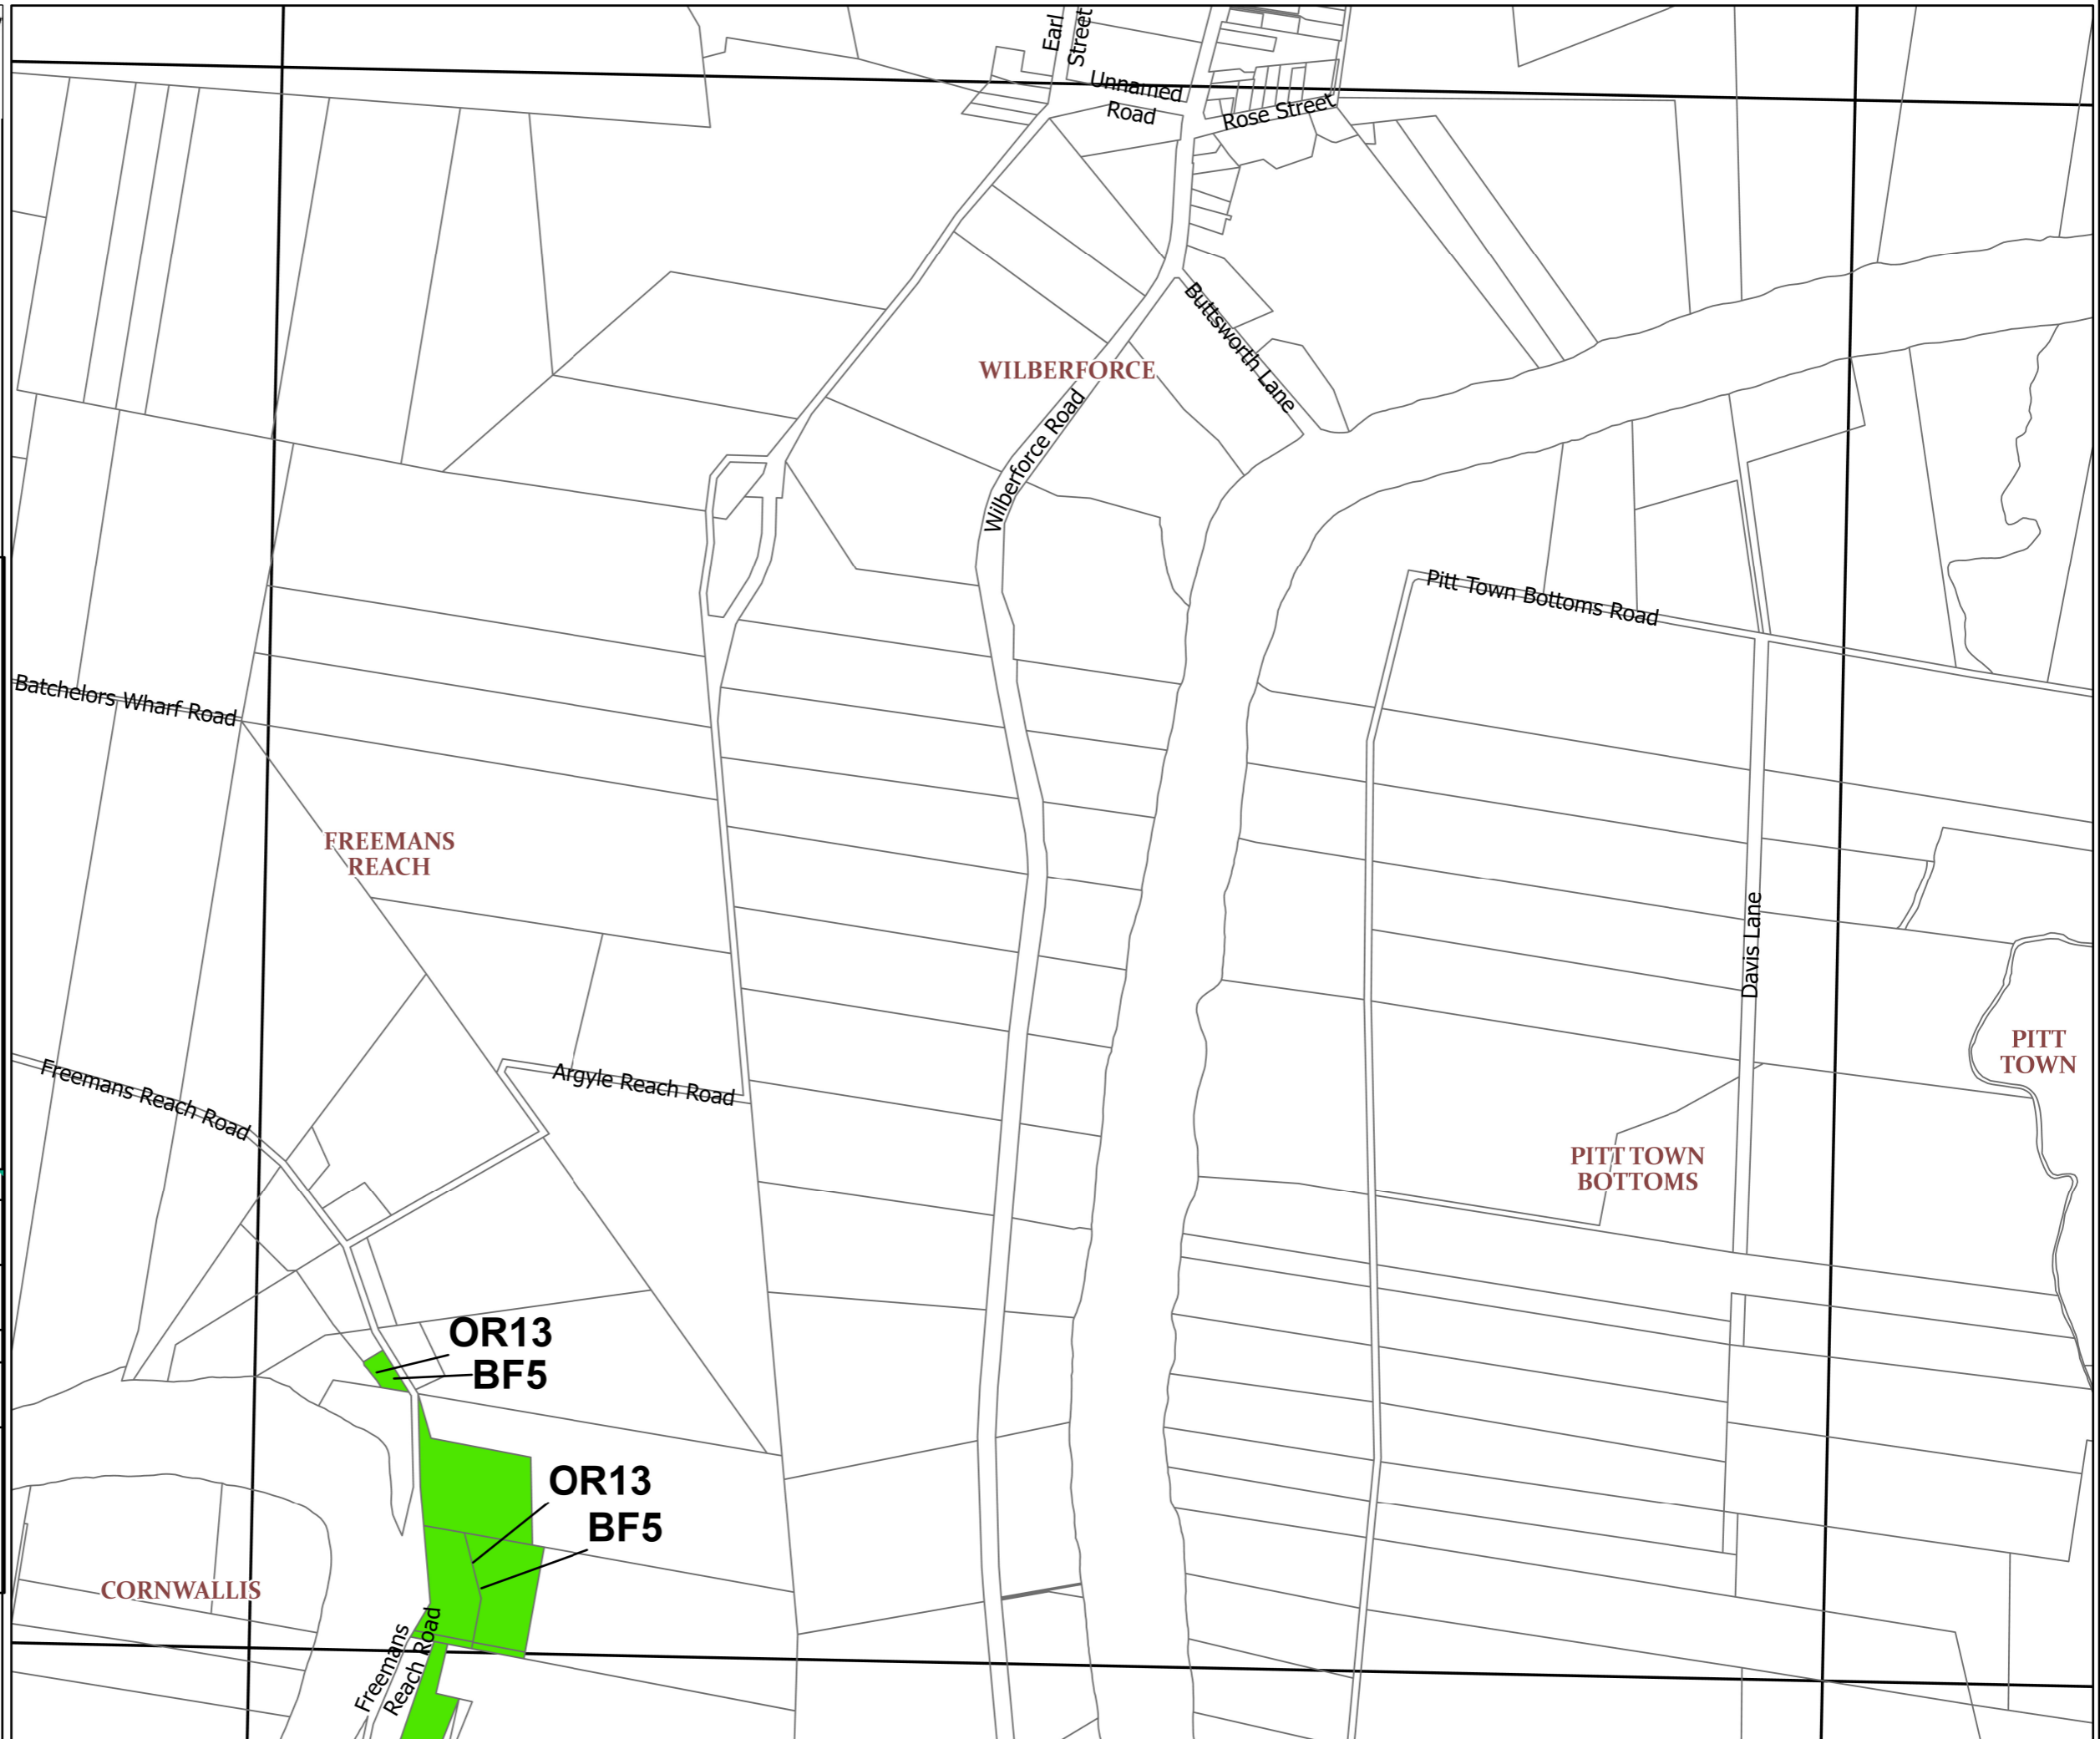 Earl
Street
Unnamed
Road
Rose Street
Buttsworth Lane
WILBERFORCE
Wilberforce Road
Pitt Town Bottoms Road
Batchelors Wharf Road
FREEMANS
REACH
Davis Lane
PITT
TOWN
Freemans Reach Road
Argyle Reach Road
PITT TOWN
BOTTOMS
OR13
BF5
OR13
BF5
CORNWALLIS
Freemans
Reach Road